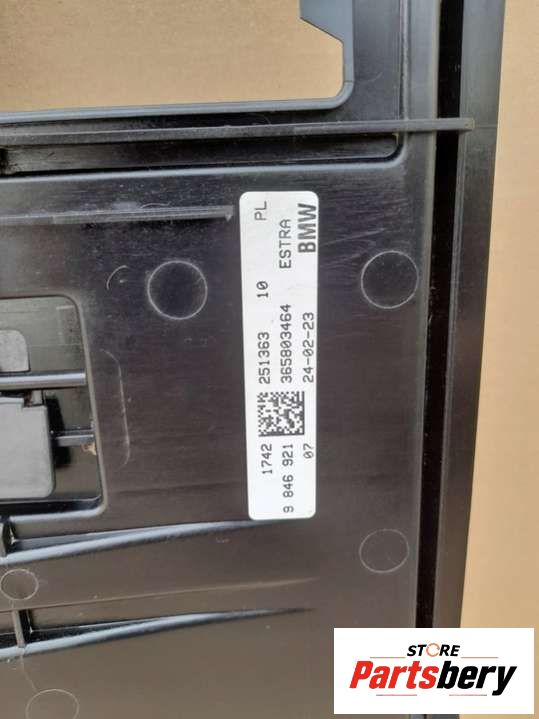 1742 251363 10 PL
9 846 921 365803464 ESTRA
07 24-02-23 BMW
STORE
Partsbery